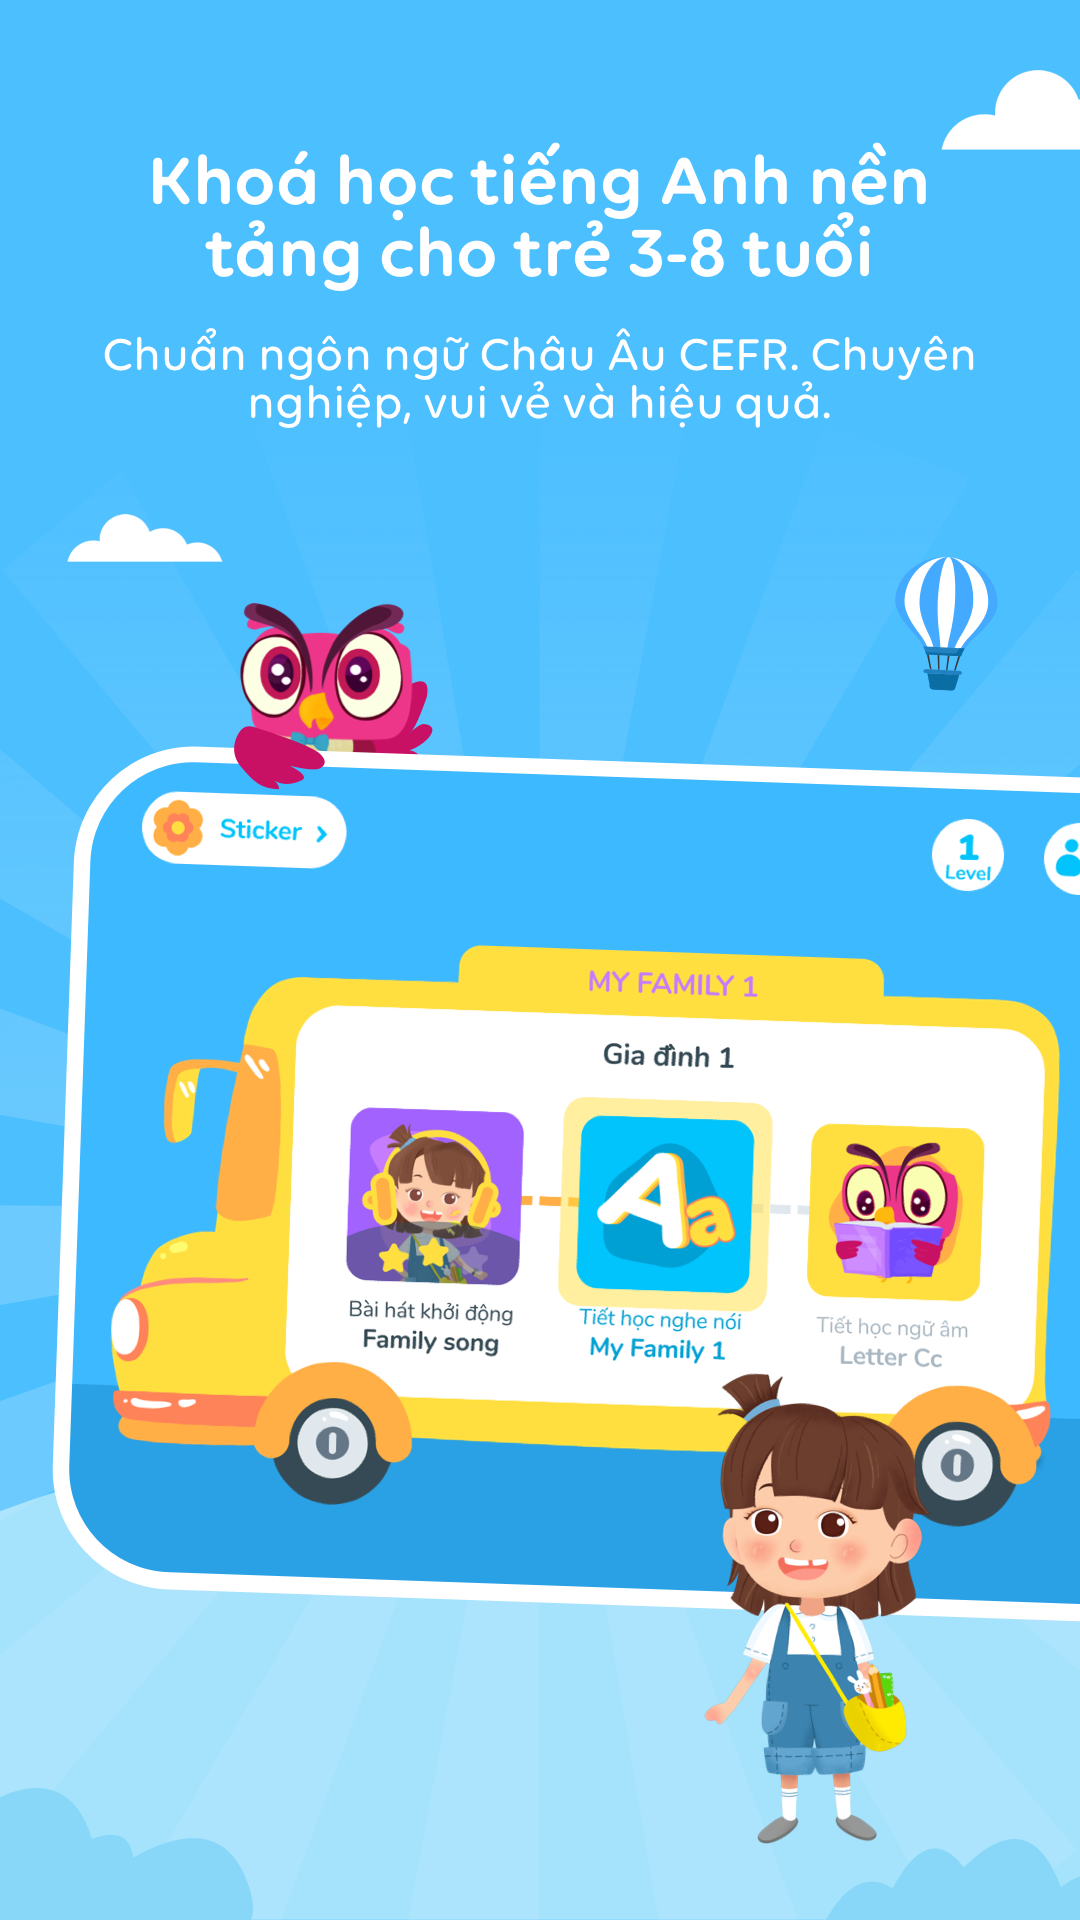 Khoá học tiếng Anh nền
tảng cho trẻ 3-8 tuổi
Chuẩn ngôn ngữ Châu Âu CEFR. Chuyên
nghiệp, vui vẻ và hiệu quả.
Sticker
1
Level
MY FAMILY 1
Gia đình 1
Aa
Bài hát khởi động
Family song
Tiết học nghe nói
My Family 1
Tiết học ngữ âm
Letter Cc